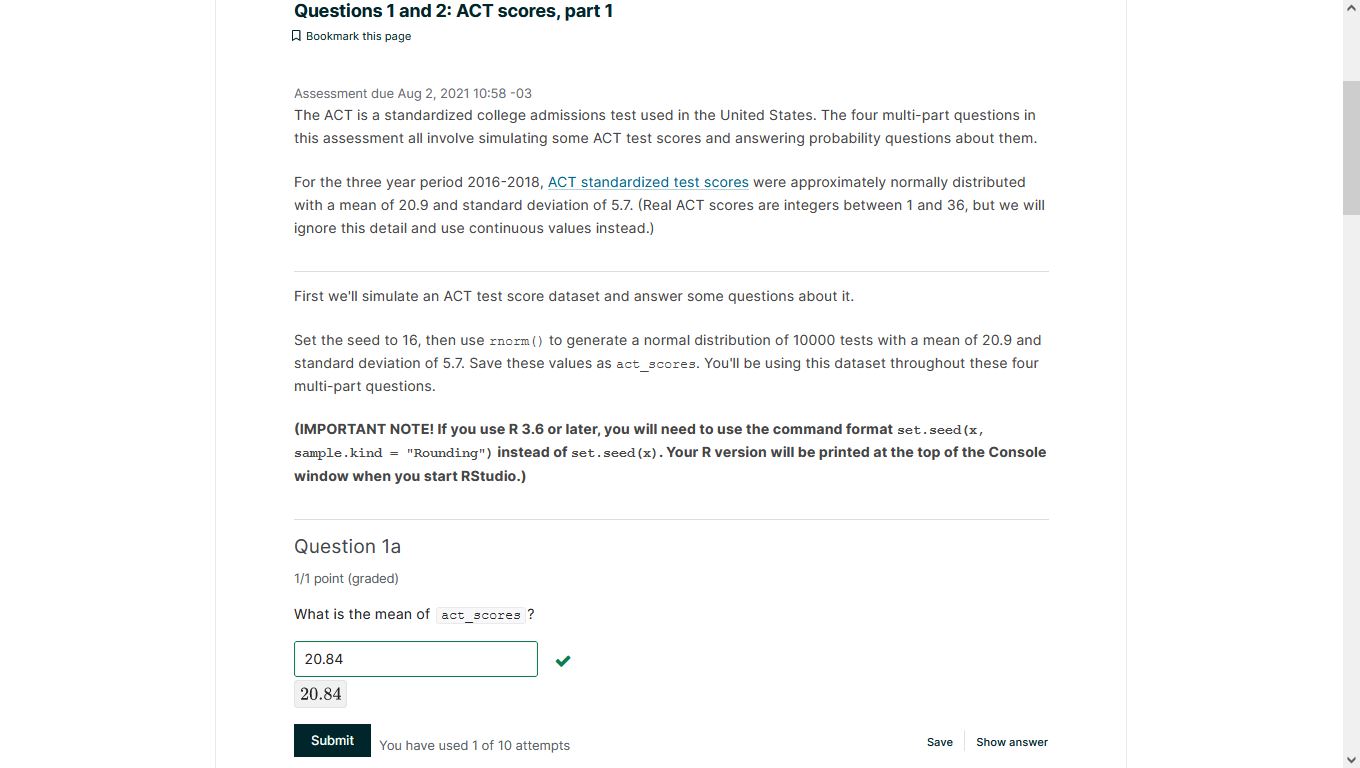 Questions 1 and 2: ACT scores, part 1
Bookmark this page
Assessment due Aug 2, 2021 10:58 -03
The ACT is a standardized college admissions test used in the United States. The four multi-part questions in
this assessment all involve simulating some ACT test scores and answering probability questions about them.
For the three year period 2016-2018, ACT standardized test scores were approximately normally distributed
with a mean of 20.9 and standard deviation of 5.7. (Real ACT scores are integers between 1 and 36, but we will
ignore this detail and use continuous values instead.)
First we'll simulate an ACT test score dataset and answer some questions about it.
Set the seed to 16, then use rnorm() to generate a normal distribution of 10000 tests with a mean of 20.9 and
standard deviation of 5.7. Save these values as act_scores. You'll be using this dataset throughout these four
multi-part questions.
(IMPORTANT NOTE! If you use R 3.6 or later, you will need to use the command format set.seed(x,
sample.kind = "Rounding") instead of set.seed(x). Your R version will be printed at the top of the Console
window when you start RStudio.)
Question 1a
1/1 point (graded)
What is the mean of act_scores?
20.84
20.84
Submit You have used 1 of 10 attempts Save Show answer